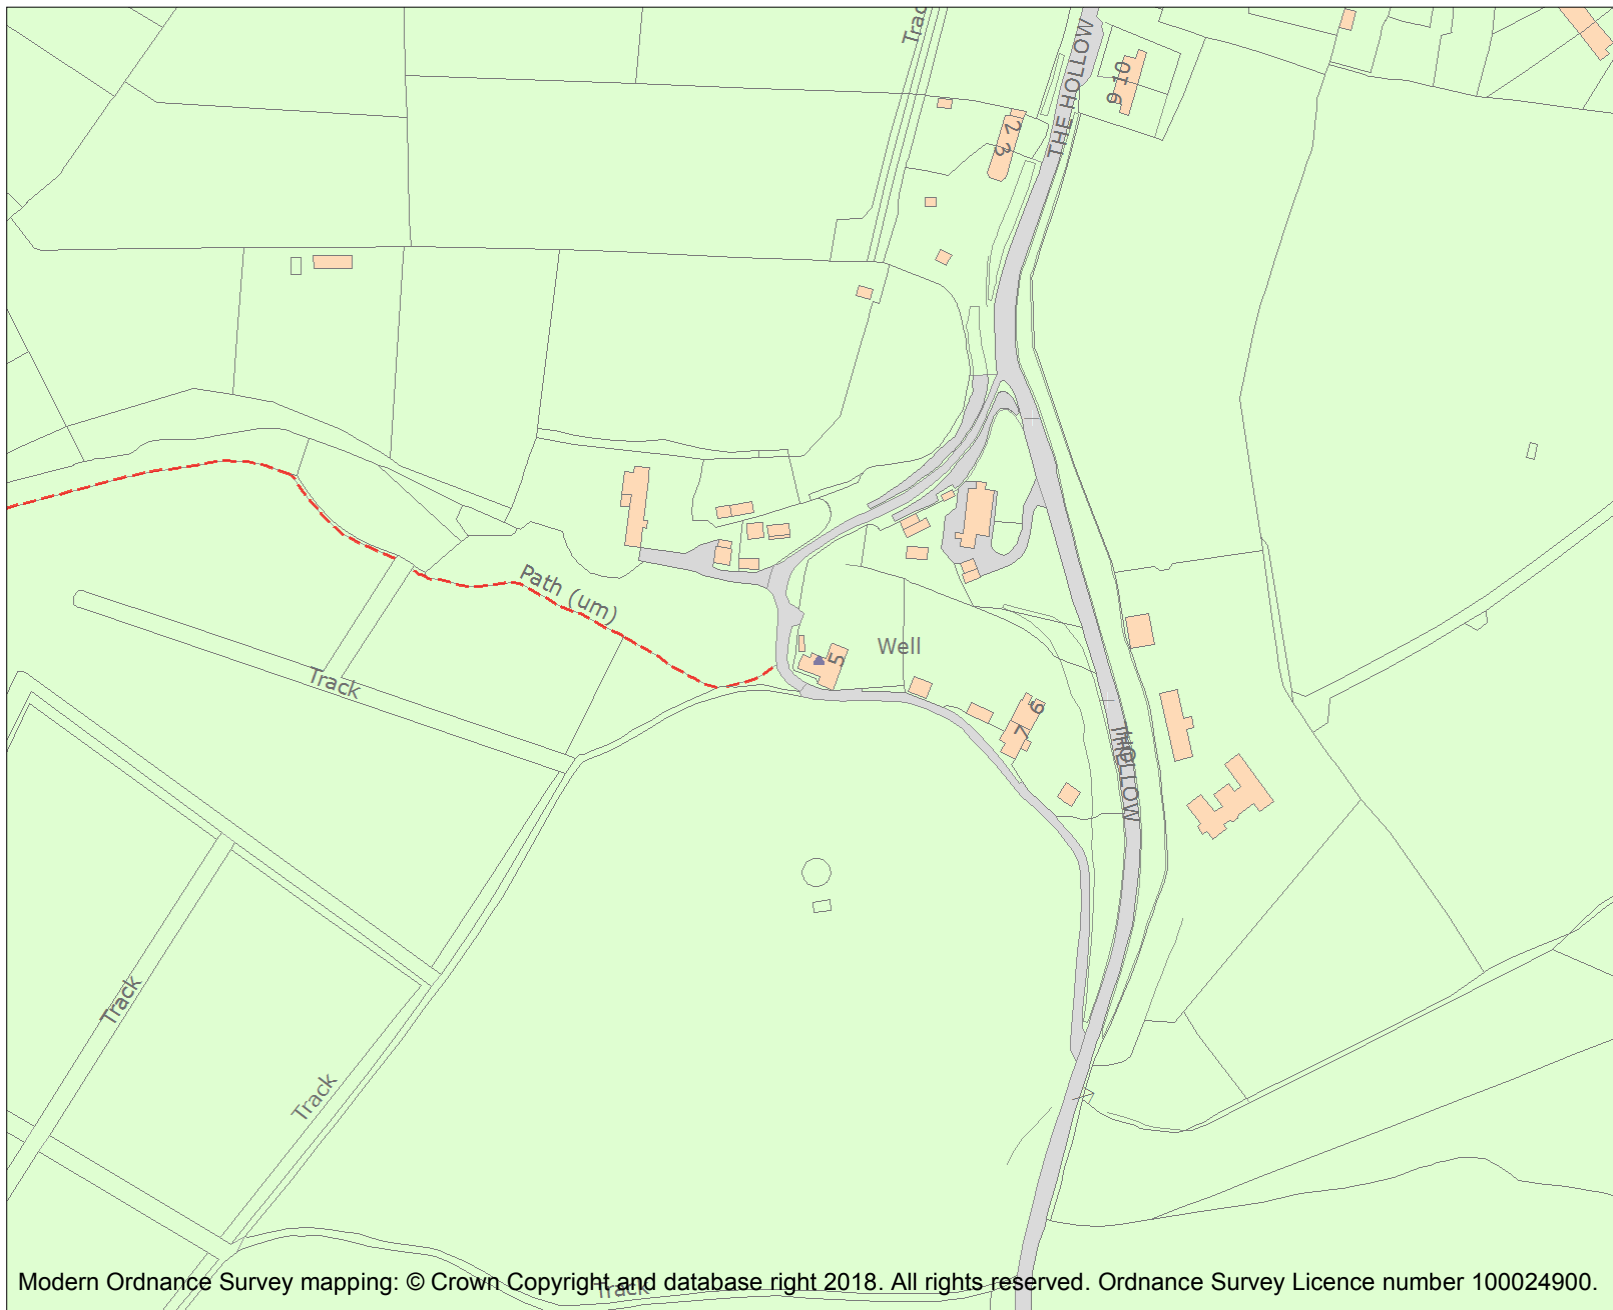 Trac
THE HOLLOW
9 10
2
3
Path (um)
Well
5
Track
6
7
THE
HOLLOW
Track
Track
Track
Modern Ordnance Survey mapping: © Crown Copyright and database right 2018. All rights reserved. Ordnance Survey Licence number 100024900.